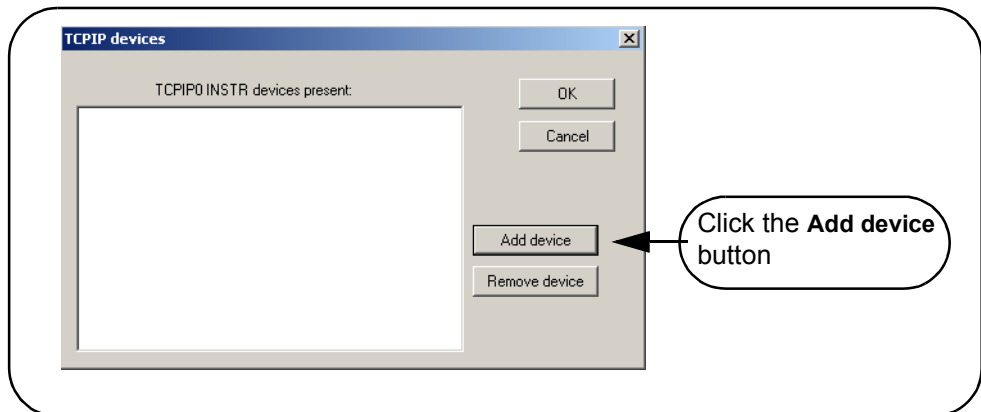 TCPIP devices
TCPIP0 INSTR devices present:
OK
Cancel
Add device
Remove device
Click the Add device
button